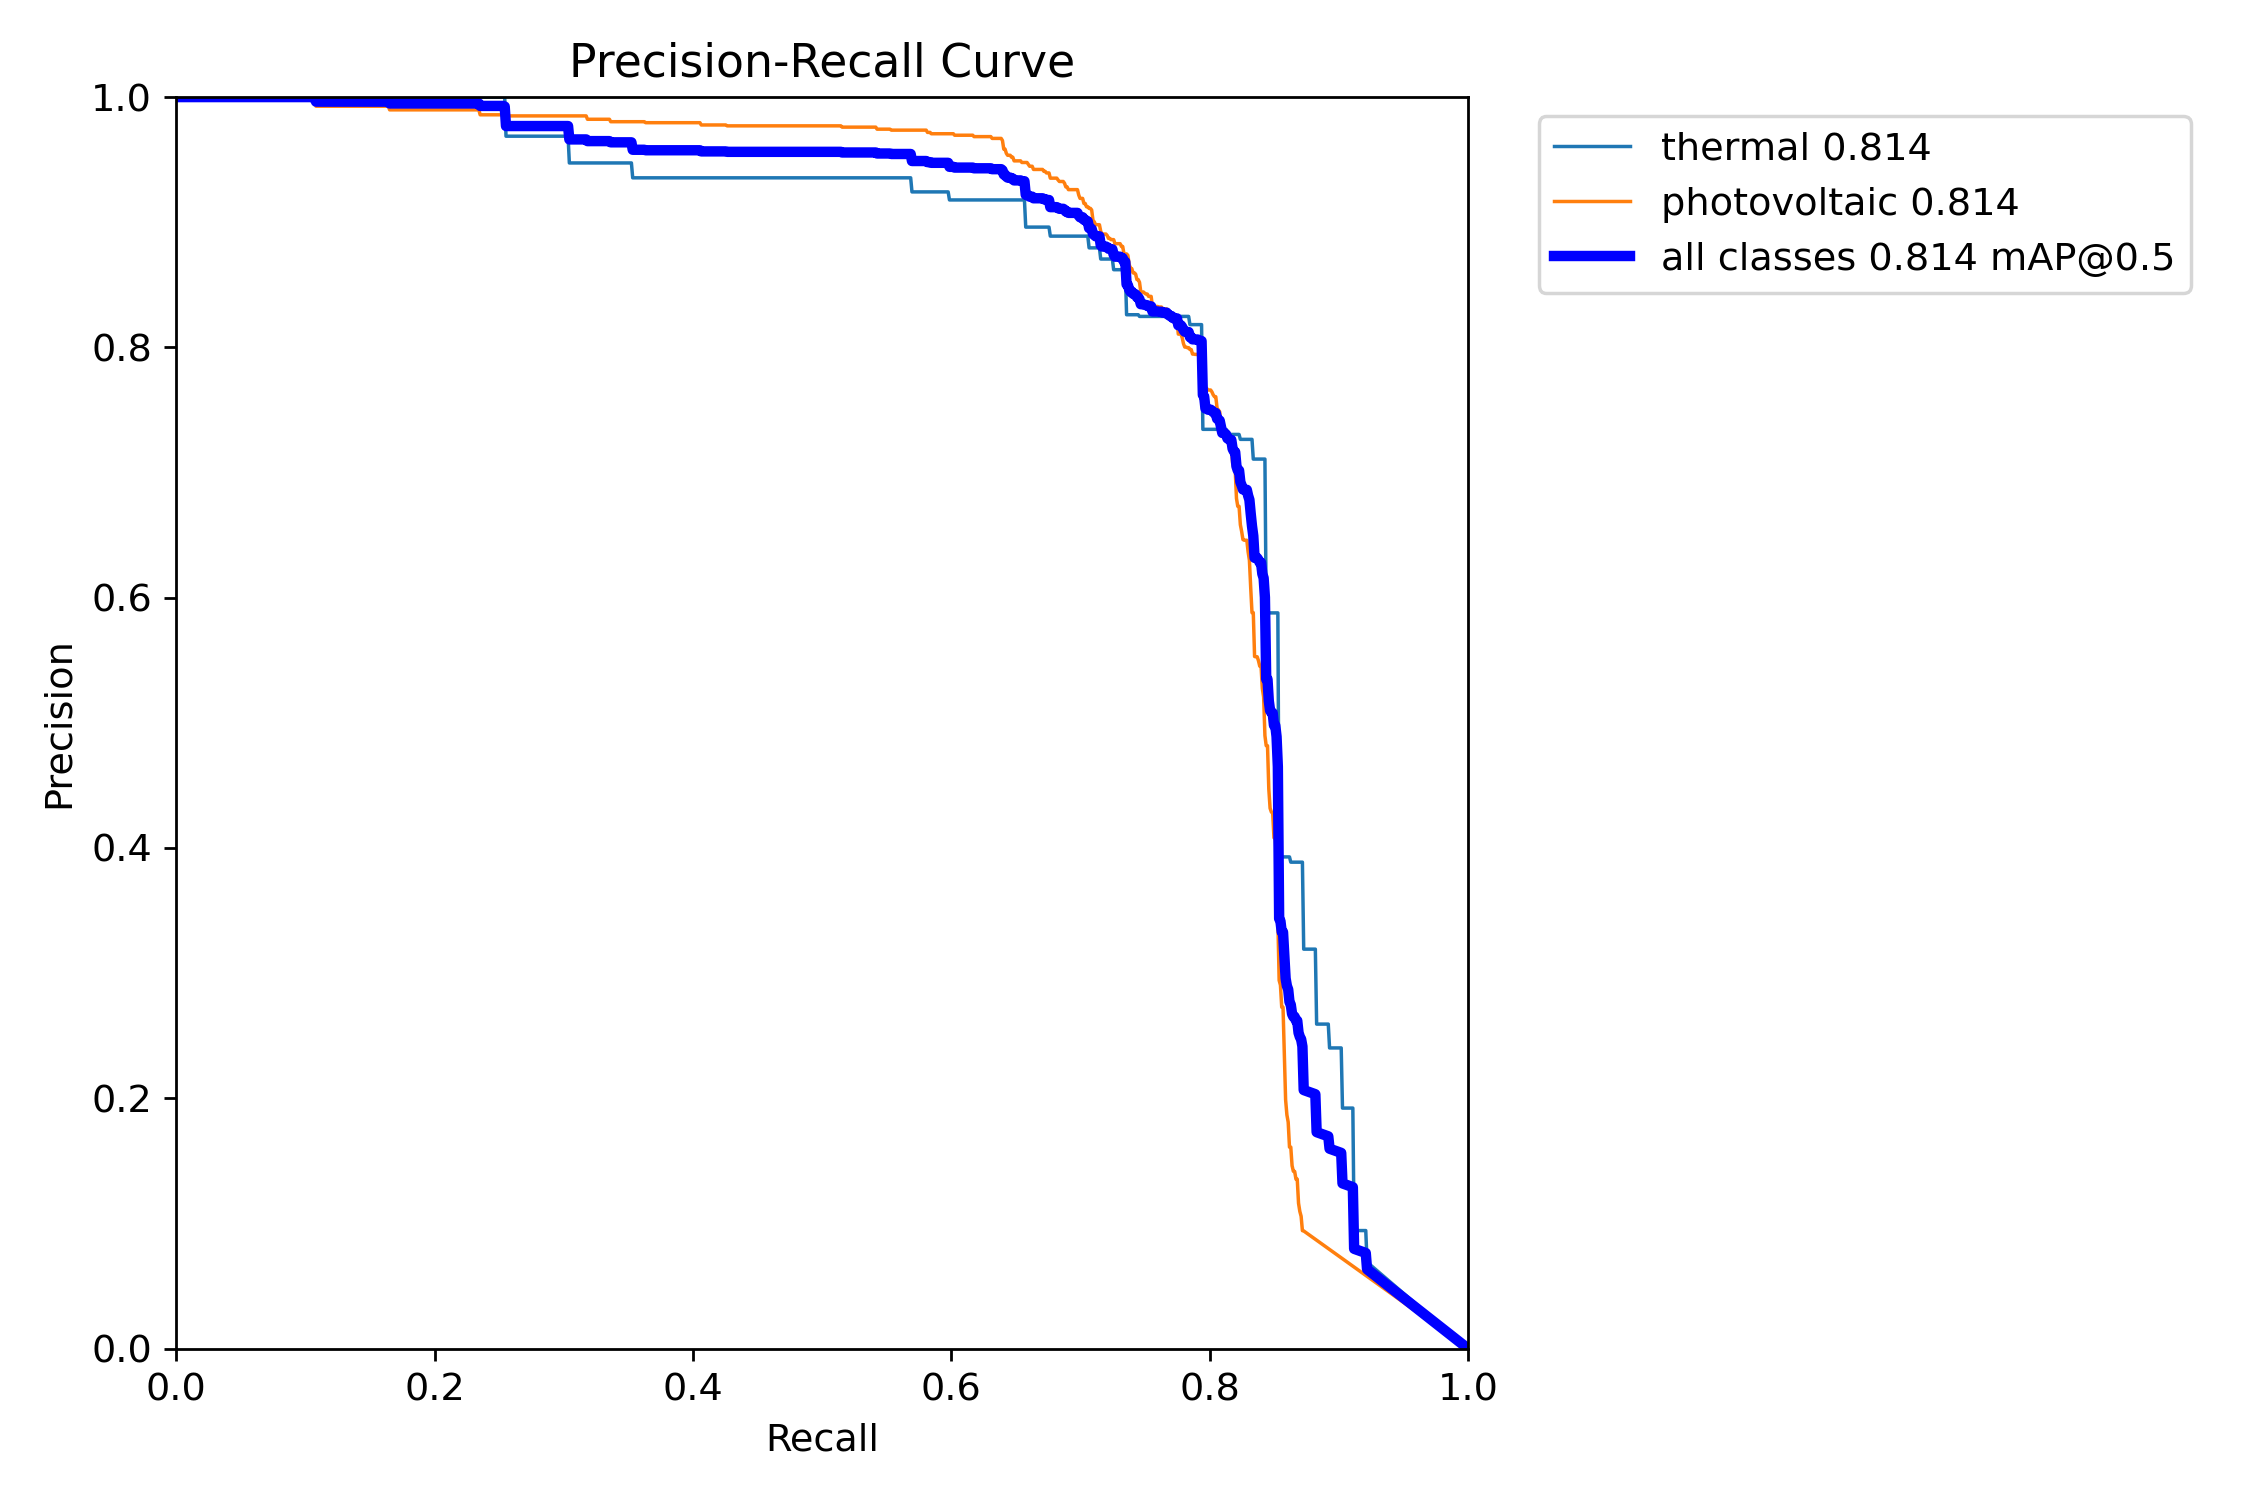 Precision-Recall Curve
thermal 0.814
photovoltaic 0.814
all classes 0.814 mAP@0.5
Precision
1.0
0.8
0.6
0.4
0.2
0.0
0.0 0.2 0.4 0.6 0.8 1.0
Recall